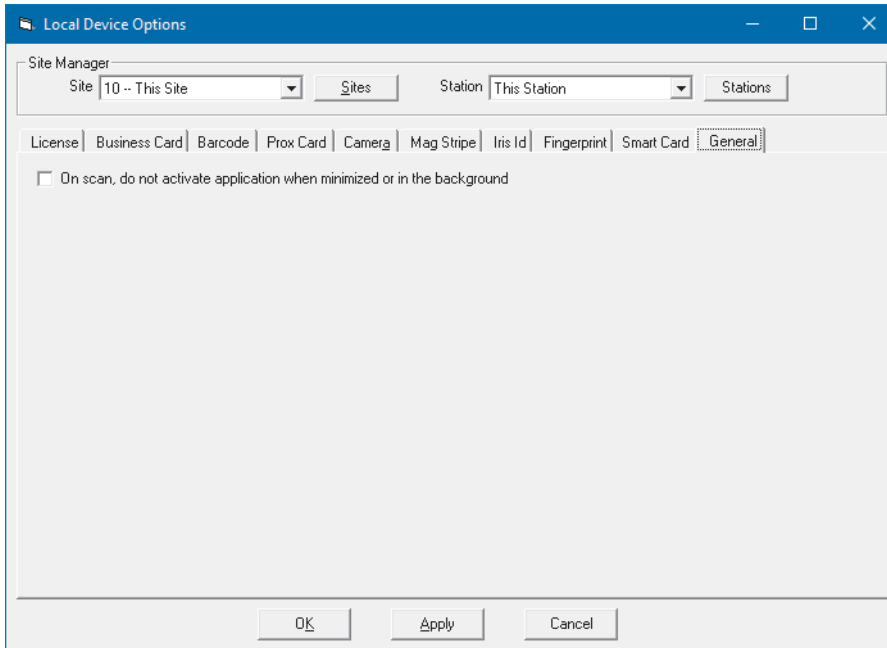 Local Device Options
Site Manager
Site 10 -- This Site Sites Station This Station Stations
License Business Card Barcode Prox Card Camera Mag Stripe Iris Id Fingerprint Smart Card General
On scan, do not activate application when minimized or in the background
OK Apply Cancel